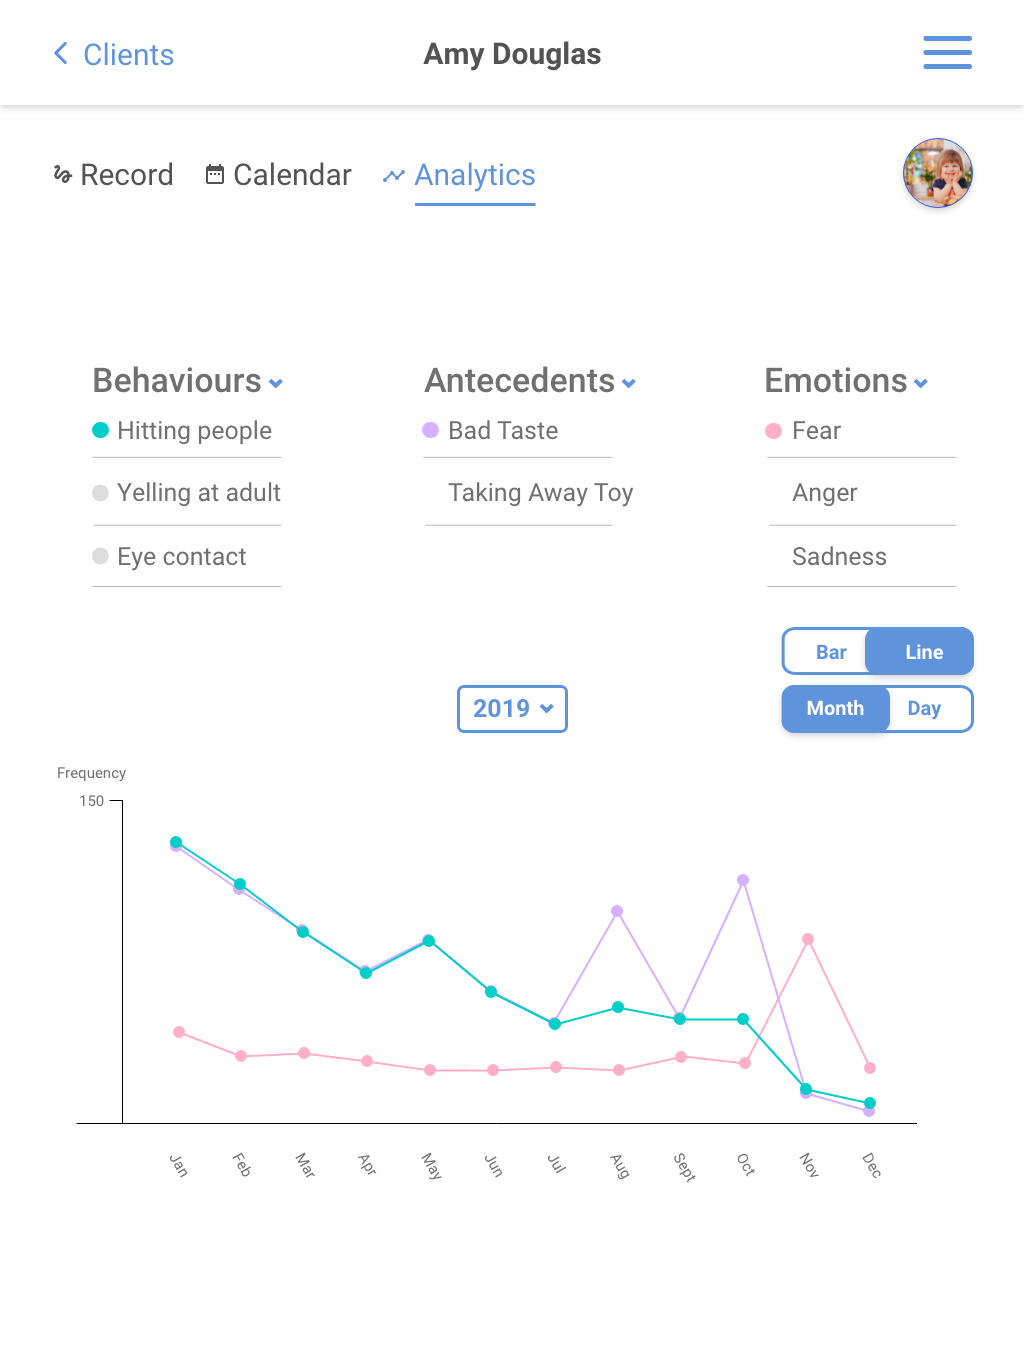 Clients
Amy Douglas
Record
Calendar
Analytics
Behaviours
Antecedents
Emotions
Hitting people
Bad Taste
Fear
Yelling at adult
Taking Away Toy
Anger
Eye contact
Sadness
Bar
Line
2019
Month
Day
Frequency
150
Jan
Feb
Mar
Apr
May
Jun
Jul
Aug
Sept
Oct
Nov
Dec